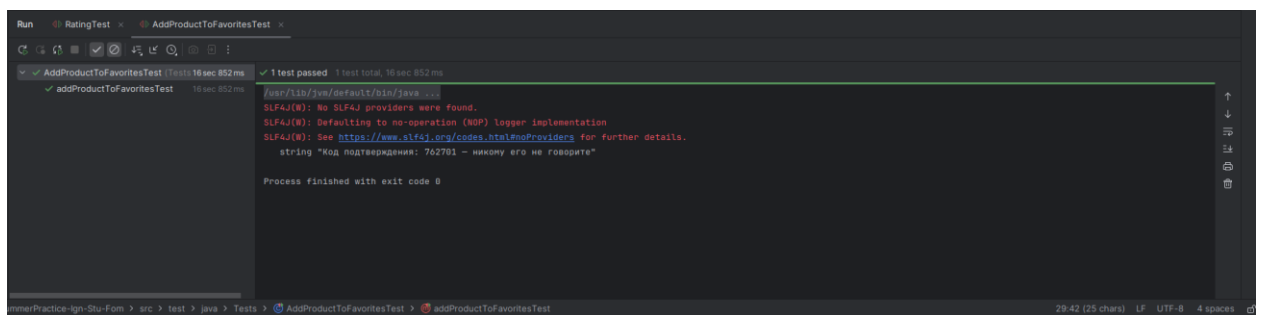 Run RatingTest × AddProductToFavoritesTest ×
AddProductToFavoritesTest (Tests 16 sec 852 ms
1 test passed 1 test total, 16 sec 852 ms
addProductToFavoritesTest 16 sec 852 ms
/usr/lib/jvm/default/bin/java ...
SLF4J(W): No SLF4J providers were found.
SLF4J(W): Defaulting to no-operation (NOP) logger implementation
SLF4J(W): See https://www.slf4j.org/codes.html#noProviders for further details.
string "Код подтверждения: 762701 — никому его не говорите"
Process finished with exit code 0
ummerPractice-Ign-Stu-Fom > src > test > java > Tests > AddProductToFavoritesTest > addProductToFavoritesTest 29:42 (25 chars) LF UTF-8 4 spaces